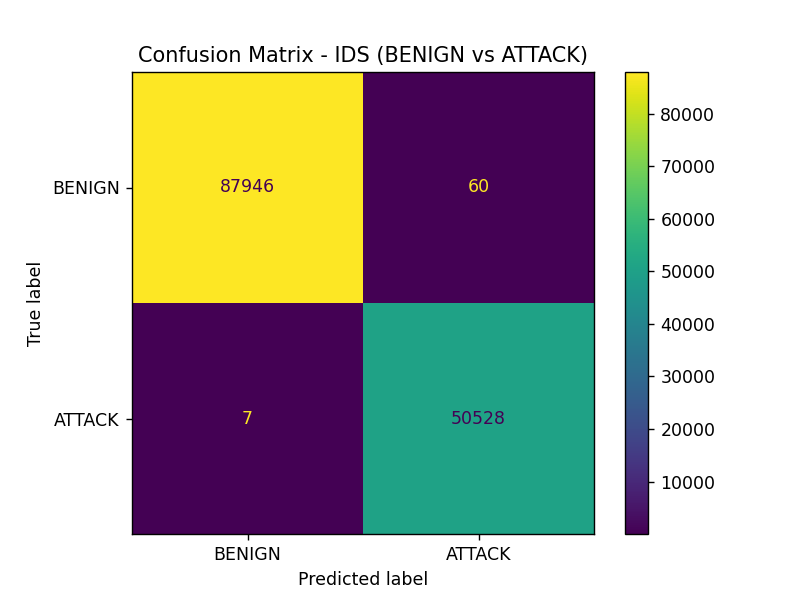 Confusion Matrix - IDS (BENIGN vs ATTACK)
True label
BENIGN
87946
60
ATTACK
7
50528
BENIGN
ATTACK
Predicted label
80000
70000
60000
50000
40000
30000
20000
10000